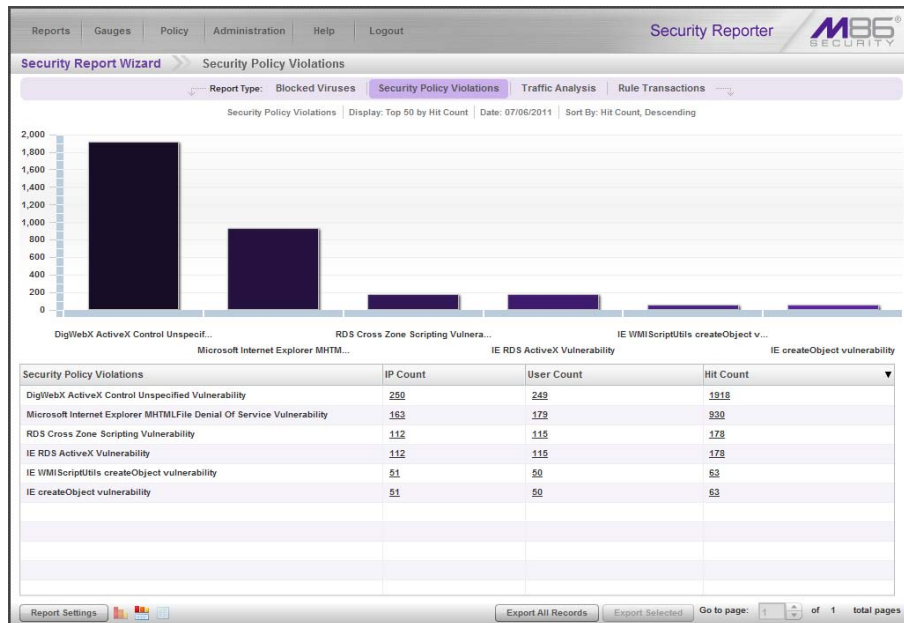 Reports Gauges Policy Administration Help Logout
Security Reporter
M86®
SECURITY
Security Report Wizard Security Policy Violations
Report Type: Blocked Viruses Security Policy Violations Traffic Analysis Rule Transactions
Security Policy Violations Display: Top 50 by Hit Count Date: 07/06/2011 Sort By: Hit Count, Descending
2,000
1,800
1,600
1,400
1,200
1,000
800
600
400
200
0
DigWebX ActiveX Control Unspecif...
RDS Cross Zone Scripting Vulnera...
IE WMIScriptUtils createObject v...
Microsoft Internet Explorer MHTM...
IE RDS ActiveX Vulnerability
IE createObject vulnerability
Security Policy Violations IP Count User Count Hit Count
DigWebX ActiveX Control Unspecified Vulnerability 250 249 1918
Microsoft Internet Explorer MHTMLFile Denial Of Service Vulnerability 163 179 930
RDS Cross Zone Scripting Vulnerability 112 115 178
IE RDS ActiveX Vulnerability 112 115 178
IE WMIScriptUtils createObject vulnerability 51 50 63
IE createObject vulnerability 51 50 63
Report Settings Export All Records Export Selected Go to page: 1 of 1 total pages